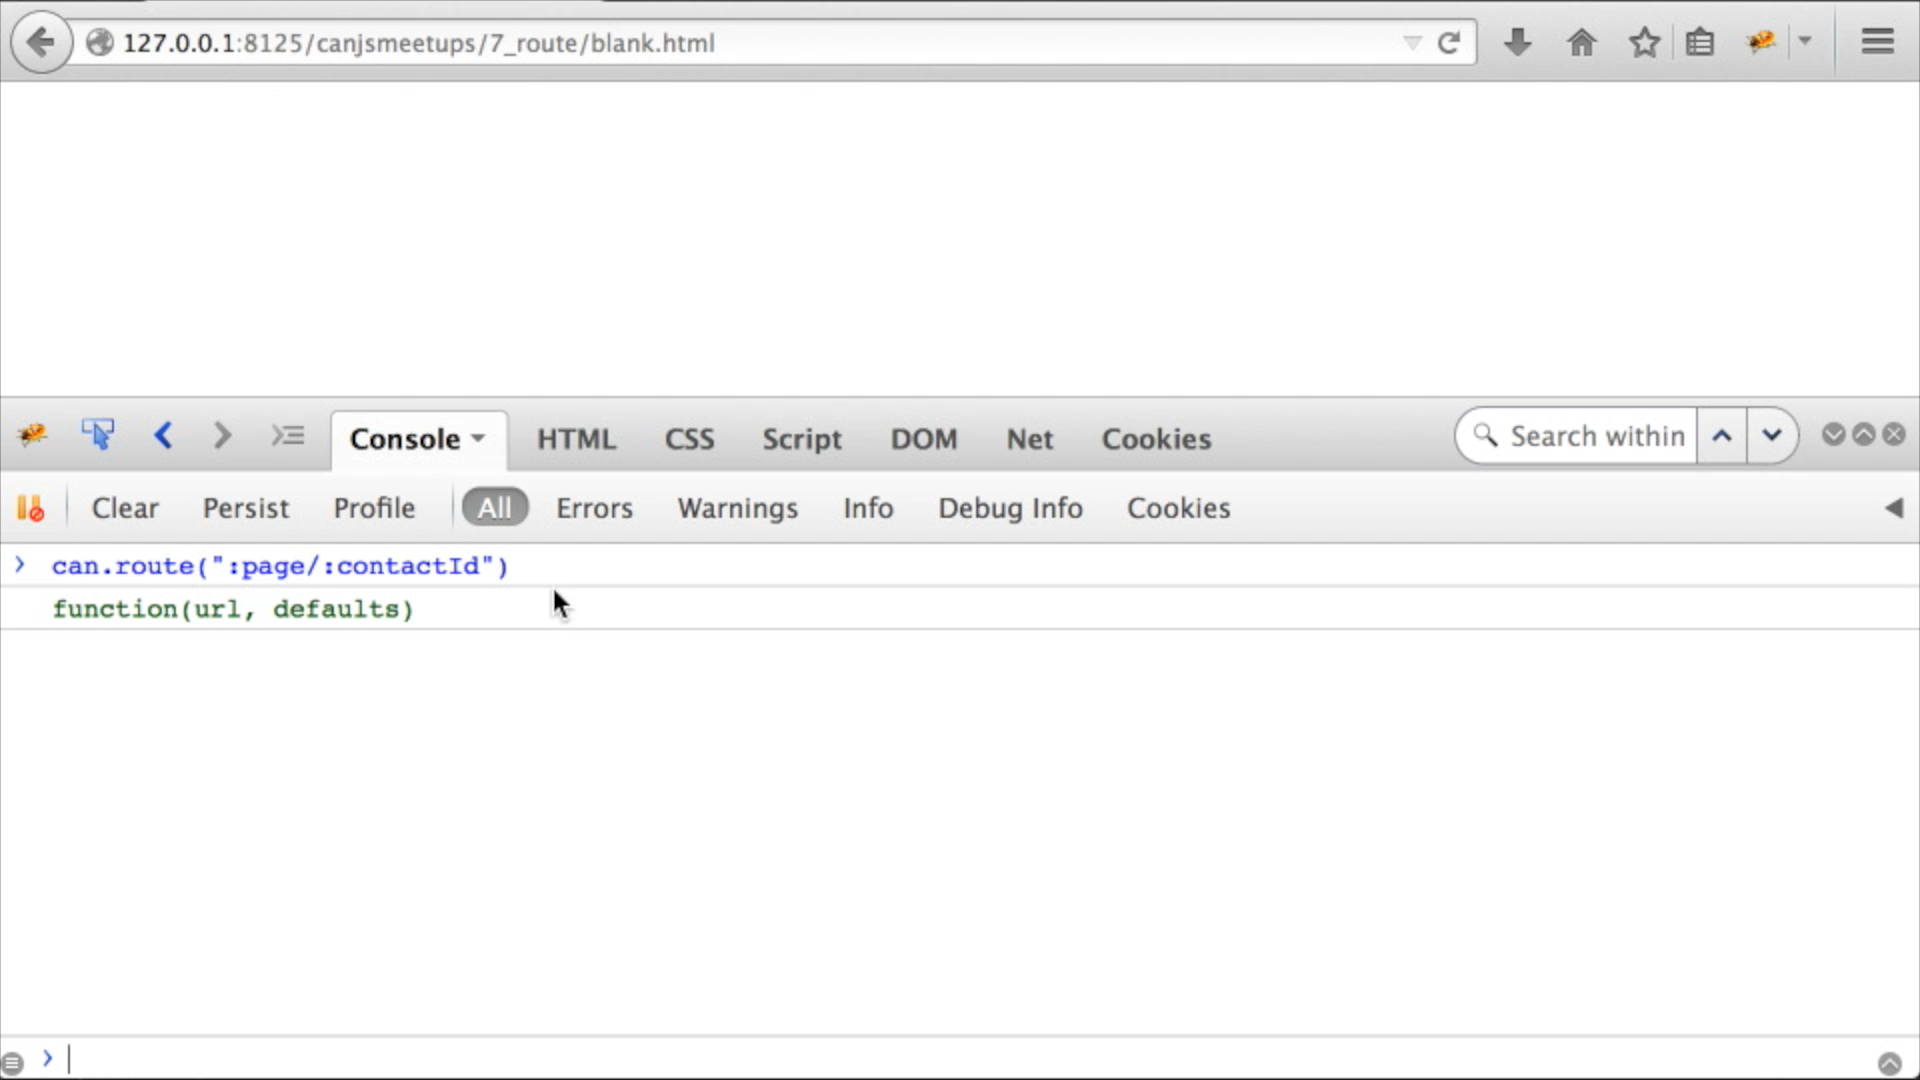 127.0.0.1:8125/canjsmeetups/7_route/blank.html
Console HTML CSS Script DOM Net Cookies Search within
Clear Persist Profile All Errors Warnings Info Debug Info Cookies
can.route(":page/:contactId")
function(url, defaults)